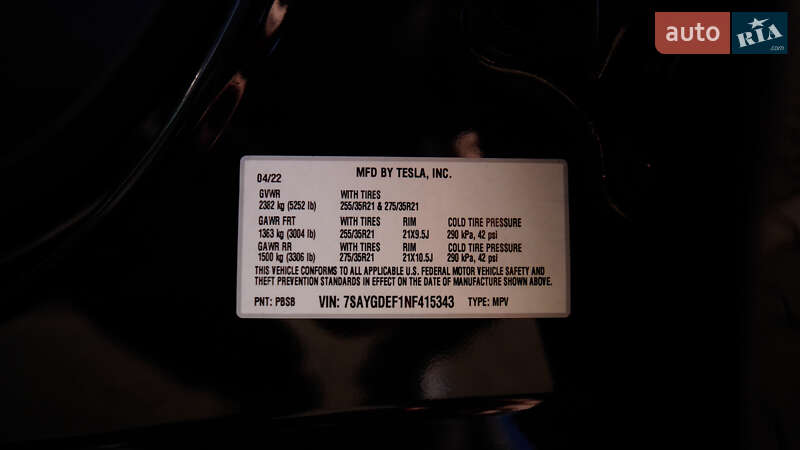 auto RIA
.com
04/22 MFD BY TESLA, INC.
GVWR WITH TIRES
2382 kg (5252 lb) 255/35R21 & 275/35R21
GAWR FRT WITH TIRES RIM COLD TIRE PRESSURE
1363 kg (3004 lb) 255/35R21 21X9.5J 290 kPa, 42 psi
GAWR RR WITH TIRES RIM COLD TIRE PRESSURE
1500 kg (3306 lb) 275/35R21 21X10.5J 290 kPa, 42 psi
THIS VEHICLE CONFORMS TO ALL APPLICABLE U.S. FEDERAL MOTOR VEHICLE SAFETY AND
THEFT PREVENTION STANDARDS IN EFFECT ON THE DATE OF MANUFACTURE SHOWN ABOVE.
PNT: PBSB VIN: 7SAYGDEF1NF415343 TYPE: MPV